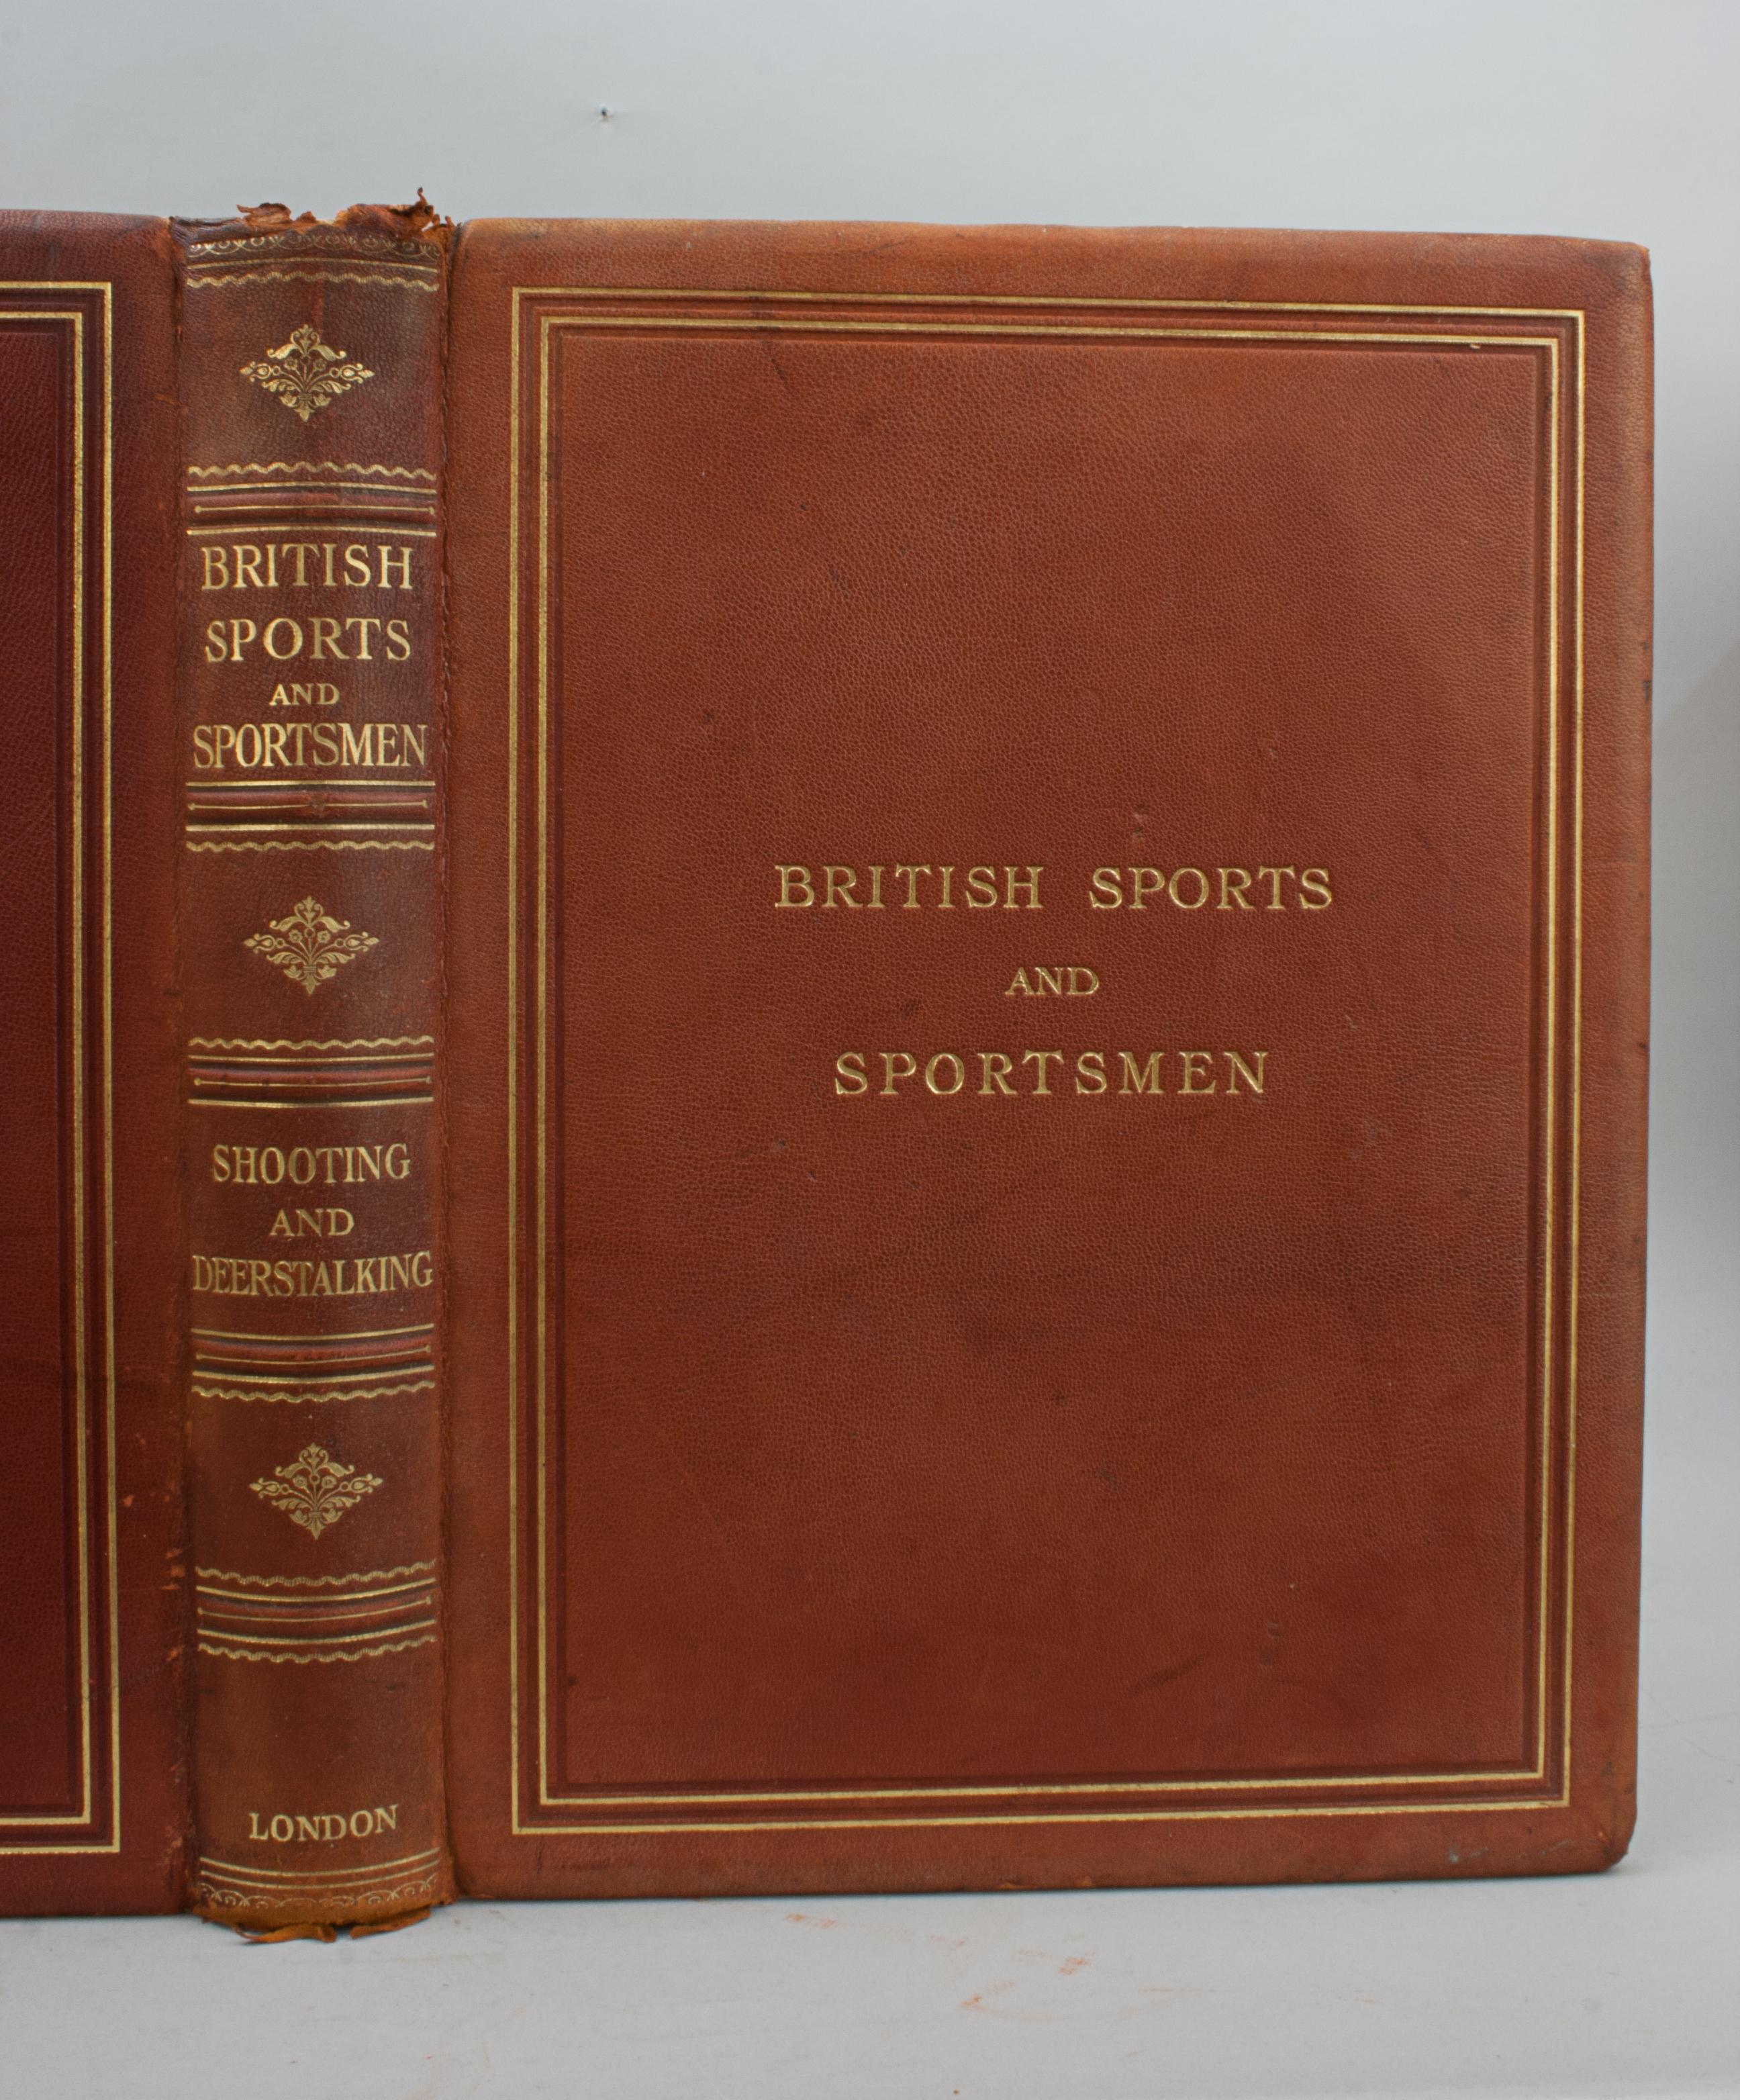 BRITISH
SPORTS
AND
SPORTSMEN
SHOOTING
AND
DEERSTALKING
LONDON
BRITISH SPORTS
AND
SPORTSMEN